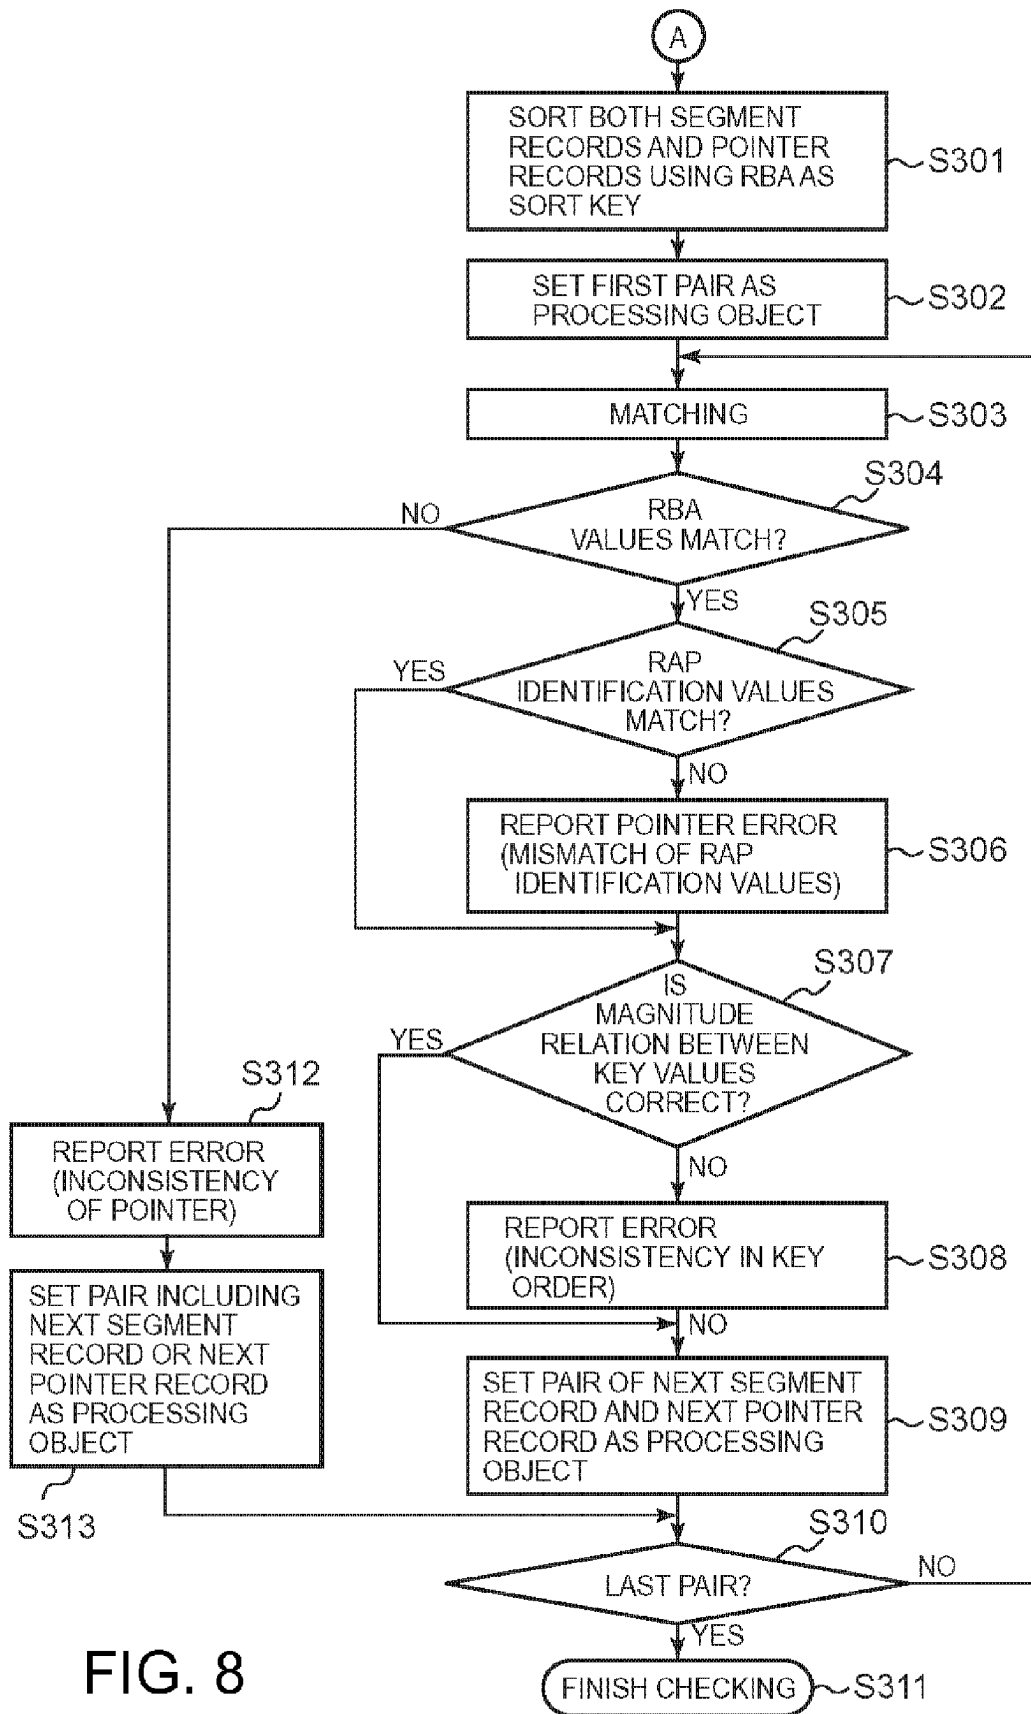 A
SORT BOTH SEGMENT
RECORDS AND POINTER
RECORDS USING RBA AS
SORT KEY
S301
SET FIRST PAIR AS
PROCESSING OBJECT
S302
MATCHING
S303
S304
RBA
VALUES MATCH?
NO
YES
S305
RAP
IDENTIFICATION VALUES
MATCH?
YES
NO
REPORT POINTER ERROR
(MISMATCH OF RAP
IDENTIFICATION VALUES)
S306
S307
IS
MAGNITUDE
RELATION BETWEEN
KEY VALUES
CORRECT?
YES
NO
REPORT ERROR
(INCONSISTENCY IN KEY
ORDER)
S308
NO
S312
REPORT ERROR
(INCONSISTENCY
OF POINTER)
SET PAIR INCLUDING
NEXT SEGMENT
RECORD OR NEXT
POINTER RECORD
AS PROCESSING
OBJECT
S313
SET PAIR OF NEXT SEGMENT
RECORD AND NEXT POINTER
RECORD AS PROCESSING
OBJECT
S309
S310
LAST PAIR?
NO
YES
FINISH CHECKING
S311
FIG. 8